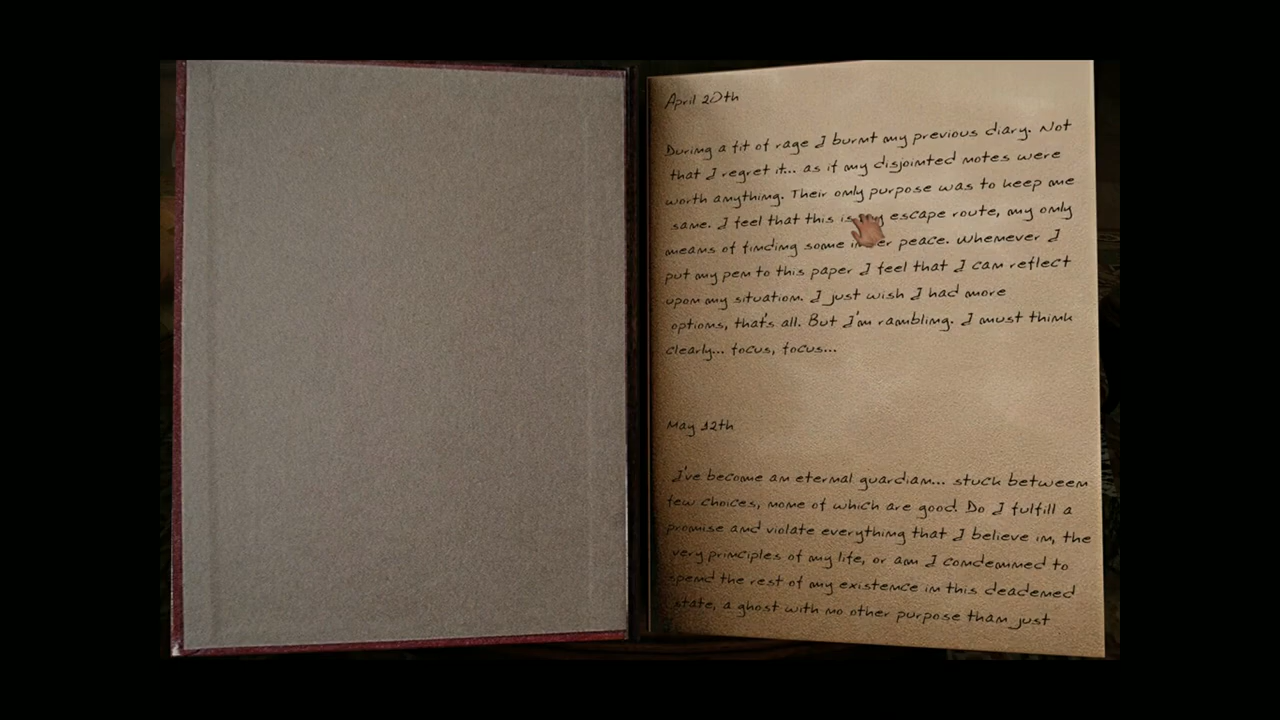 April 20th
During a fit of rage I burnt my previous diary. Not
that I regret it... as if my disjointed notes were
worth anything. Their only purpose was to keep me
sane. I feel that this is my escape route, my only
means of finding some inner peace. Whenever I
put my pen to this paper I feel that I can reflect
upon my situation. I just wish I had more
options, that's all. But I'm rambling. I must think
clearly... focus, focus...
May 12th
I've become an eternal guardian... stuck between
few choices, none of which are good! Do I fulfill a
promise and violate everything that I believe in, the
very principles of my life, or am I condemned to
spend the rest of my existence in this deadened
state, a ghost with no other purpose than just